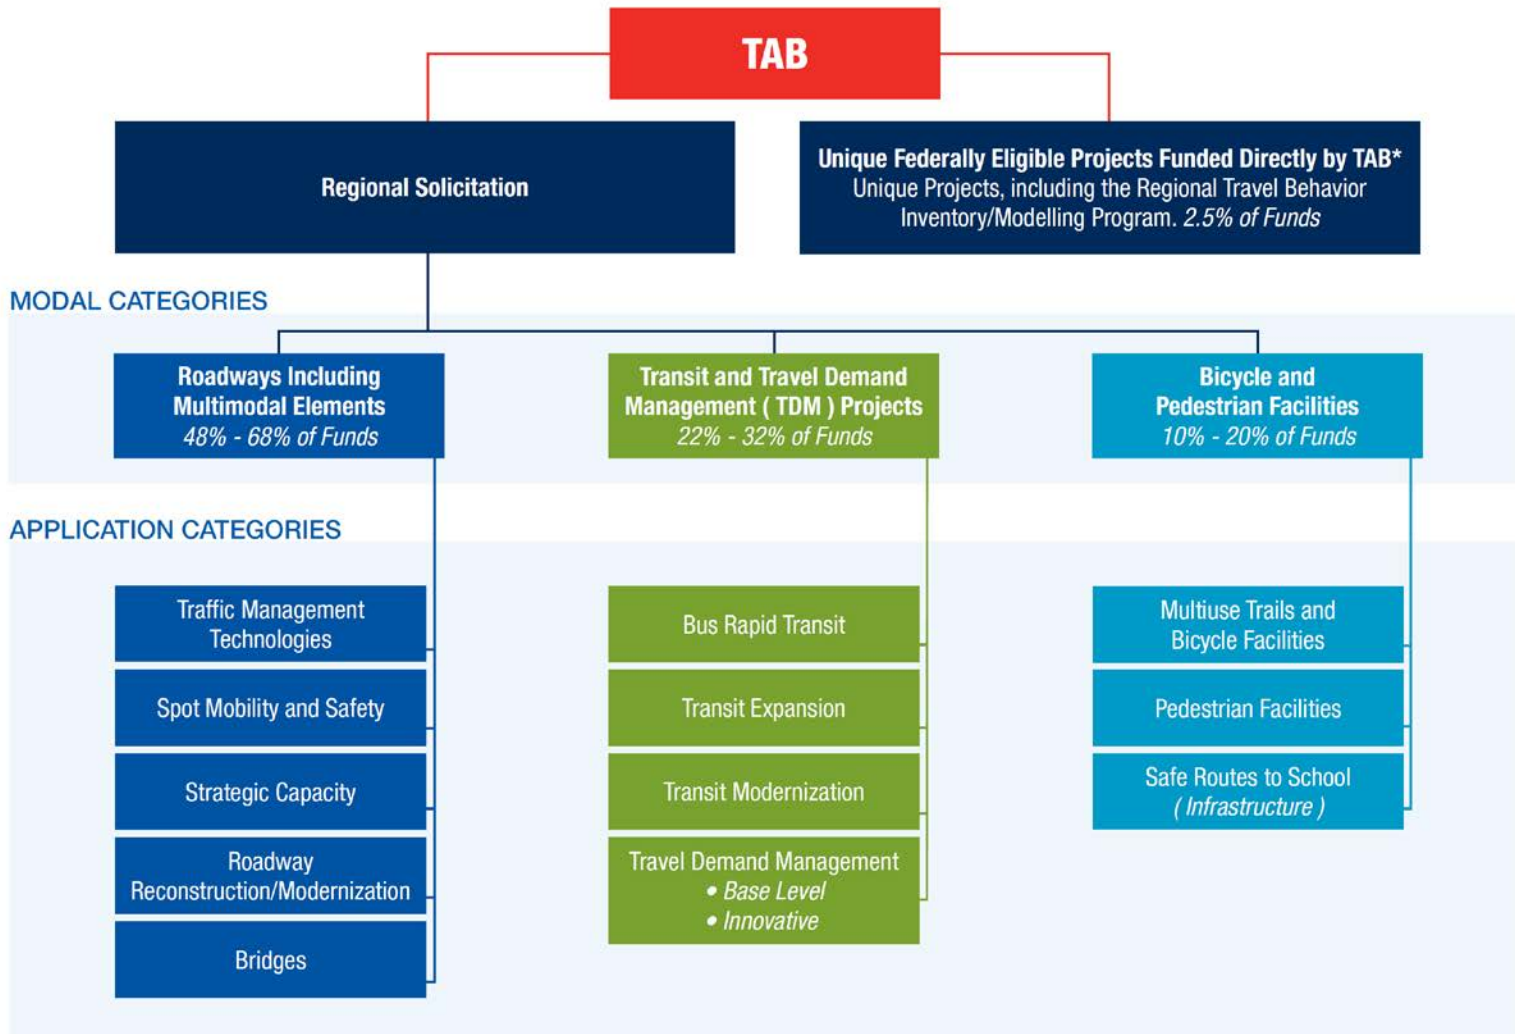 TAB
Regional Solicitation
Unique Federally Eligible Projects Funded Directly by TAB*
Unique Projects, including the Regional Travel Behavior
Inventory/Modelling Program. 2.5% of Funds
MODAL CATEGORIES
Roadways Including
Multimodal Elements
48% - 68% of Funds
Transit and Travel Demand
Management ( TDM ) Projects
22% - 32% of Funds
Bicycle and
Pedestrian Facilities
10% - 20% of Funds
APPLICATION CATEGORIES
Traffic Management
Technologies
Spot Mobility and Safety
Strategic Capacity
Roadway
Reconstruction/Modernization
Bridges
Bus Rapid Transit
Transit Expansion
Transit Modernization
Travel Demand Management
• Base Level
• Innovative
Multiuse Trails and
Bicycle Facilities
Pedestrian Facilities
Safe Routes to School
( Infrastructure )